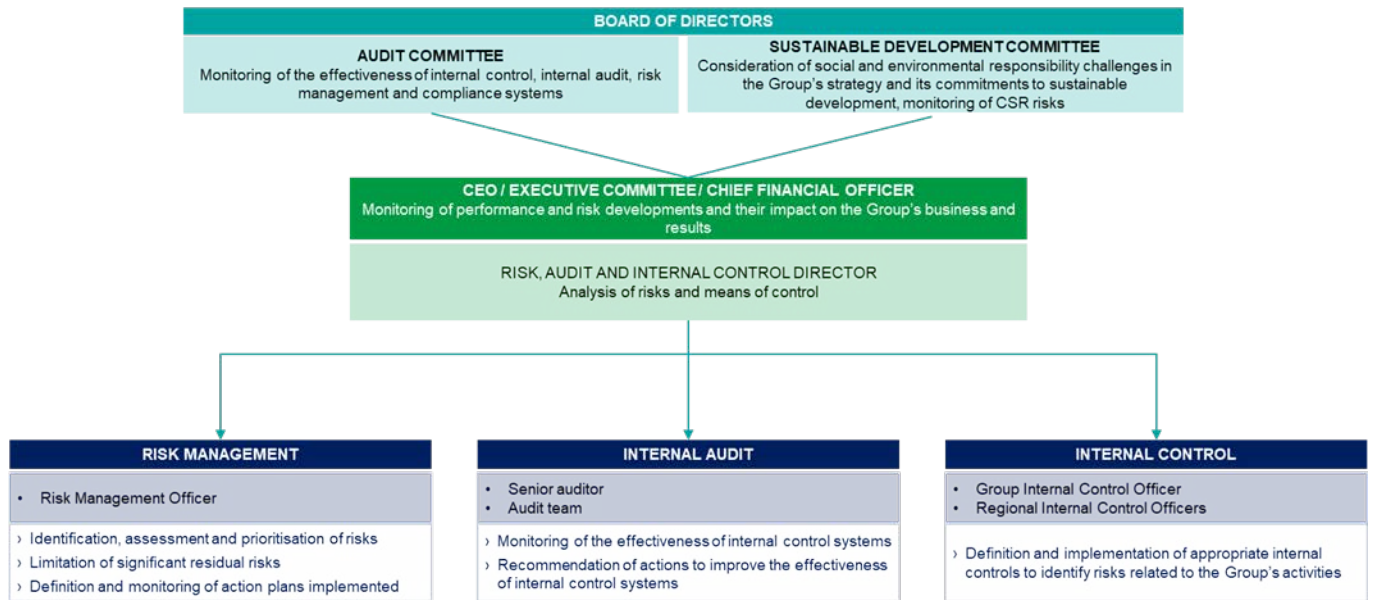 BOARD OF DIRECTORS
AUDIT COMMITTEE
Monitoring of the effectiveness of internal control, internal audit, risk
management and compliance systems
SUSTAINABLE DEVELOPMENT COMMITTEE
Consideration of social and environmental responsibility challenges in
the Group's strategy and its commitments to sustainable
development, monitoring of CSR risks
CEO / EXECUTIVE COMMITTEE / CHIEF FINANCIAL OFFICER
Monitoring of performance and risk developments and their impact on the Group's business and
results
RISK, AUDIT AND INTERNAL CONTROL DIRECTOR
Analysis of risks and means of control
RISK MANAGEMENT
• Risk Management Officer
› Identification, assessment and prioritisation of risks
› Limitation of significant residual risks
› Definition and monitoring of action plans implemented
INTERNAL AUDIT
• Senior auditor
• Audit team
› Monitoring of the effectiveness of internal control systems
› Recommendation of actions to improve the effectiveness
of internal control systems
INTERNAL CONTROL
• Group Internal Control Officer
• Regional Internal Control Officers
› Definition and implementation of appropriate internal
controls to identify risks related to the Group's activities